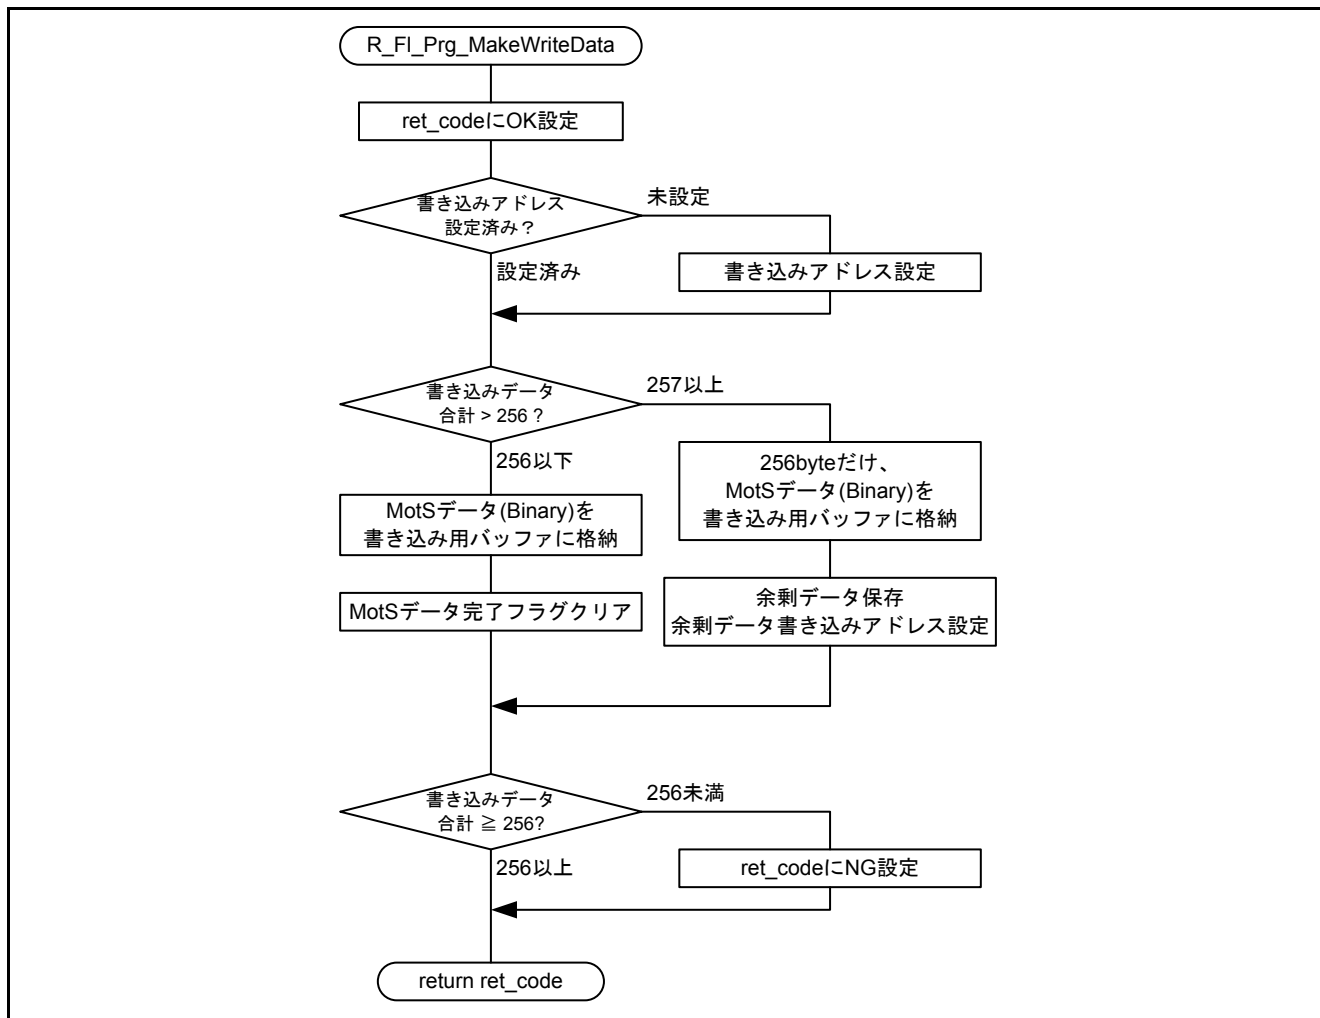 R_Fl_Prg_MakeWriteData
ret_codeにOK設定
書き込みアドレス
設定済み？
未設定
設定済み
書き込みアドレス設定
書き込みデータ
合計 > 256 ?
257以上
256以下
256byteだけ、
MotSデータ(Binary)を
書き込み用バッファに格納
MotSデータ(Binary)を
書き込み用バッファに格納
MotSデータ完了フラグクリア
余剰データ保存
余剰データ書き込みアドレス設定
書き込みデータ
合計 ≧ 256?
256未満
256以上
ret_codeにNG設定
return ret_code